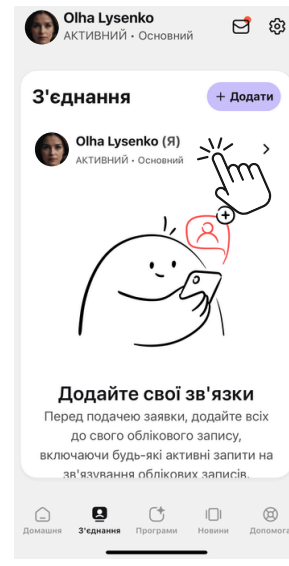 Olha Lysenko
АКТИВНИЙ • Основний
З'єднання
+ Додати
Olha Lysenko (Я)
АКТИВНИЙ • Основний
Додайте свої зв'язки
Перед подачею заявки, додайте всіх
до свого облікового запису,
включаючи будь-які активні запити на
зв'язування облікових записів.
Домашня
З'єднання
Програми
Новини
Допомога